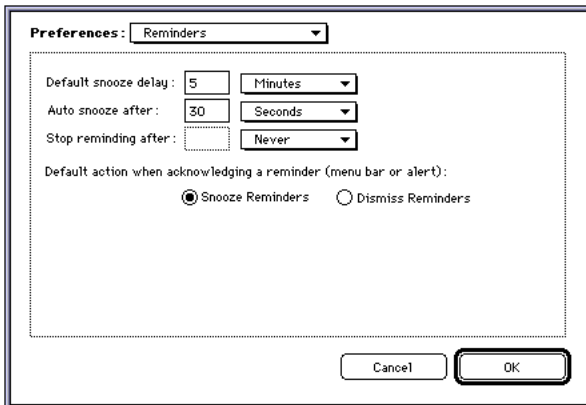 Preferences: Reminders
Default snooze delay: 5 Minutes
Auto snooze after: 30 Seconds
Stop reminding after: Never
Default action when acknowledging a reminder (menu bar or alert):
Snooze Reminders Dismiss Reminders
Cancel OK